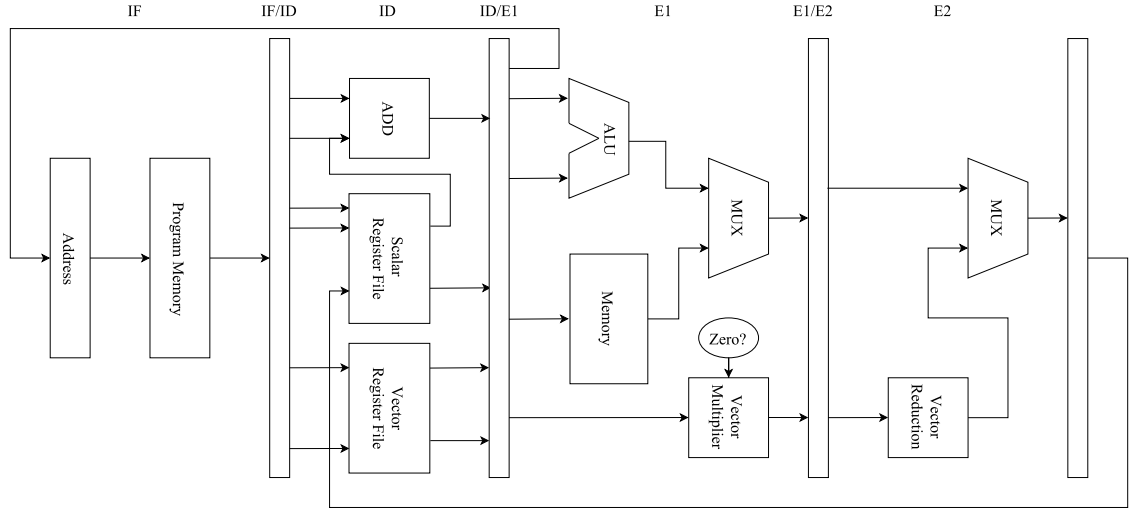 IF
IF/ID
ID
ID/E1
E1
E1/E2
E2
Address
Program Memory
ADD
Scalar
Register File
Vector
Register File
ALU
Memory
MUX
Zero?
Vector
Multiplier
MUX
Vector
Reduction